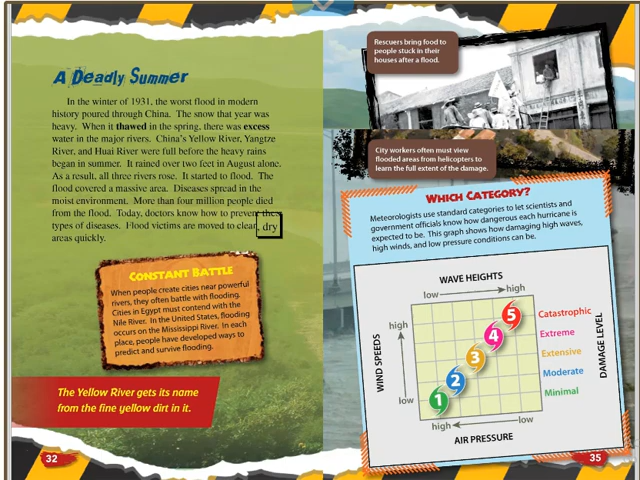 A Deadly Summer
In the winter of 1931, the worst flood in modern
history poured through China. The snow that year was
heavy. When it thawed in the spring, there was excess
water in the major rivers. China's Yellow River, Yangtze
River, and Huai River were full before the heavy rains
began in summer. It rained over two feet in August alone.
As a result, all three rivers rose. It started to flood. The
flood covered a massive area. Diseases spread in the
moist environment. More than four million people died
from the flood. Today, doctors know how to prevent these
types of diseases. Flood victims are moved to clear, dry
areas quickly.
CONSTANT BATTLE
When people create cities near powerful
rivers, they often battle with flooding.
Cities in Egypt must contend with the
Nile River. In the United States, flooding
occurs on the Mississippi River. In each
place, people have developed ways to
predict and survive flooding.
The Yellow River gets its name
from the fine yellow dirt in it.
32
Rescuers bring food to
people stuck in their
houses after a flood.
City workers often must view
flooded areas from helicopters to
learn the full extent of the damage.
WHICH CATEGORY?
Meteorologists use standard categories to let scientists and
government officials know how dangerous each hurricane is
expected to be. This graph shows how damaging high waves,
high winds, and low pressure conditions can be.
WAVE HEIGHTS
low high
WIND SPEEDS
high
low
5 Catastrophic
4 Extreme
3 Extensive
2 Moderate
1 Minimal
DAMAGE LEVEL
high low
AIR PRESSURE
35